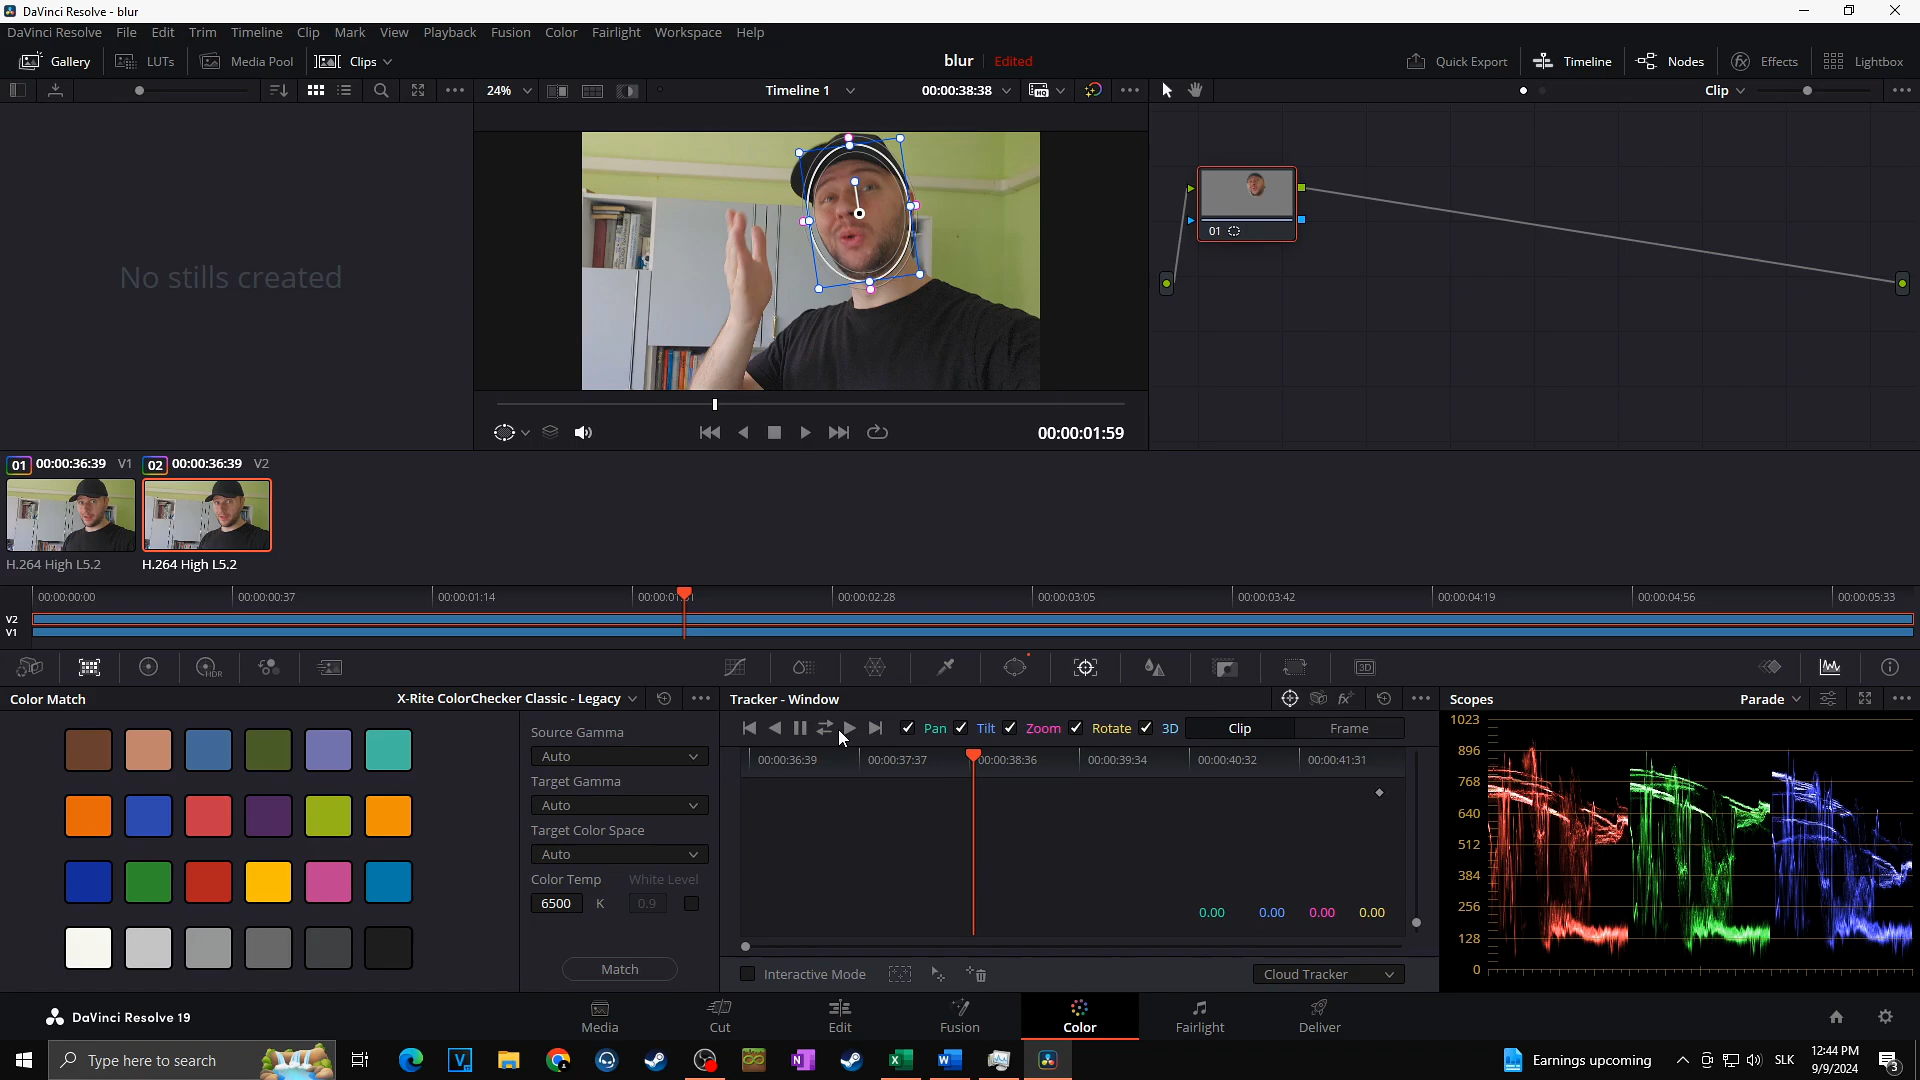 DaVinci Resolve - blur
DaVinci Resolve File Edit Trim Timeline Clip Mark View Playback Fusion Color Fairlight Workspace Help
Gallery LUTs Media Pool Clips blur Edited Quick Export Timeline Nodes Effects Lightbox
24% Timeline 1 00:00:38:38 Clip
No stills created
01
00:00:01:59
01 00:00:36:39 V1 02 00:00:36:39 V2
H.264 High L5.2 H.264 High L5.2
00:00:00:00 00:00:00:37 00:00:01:14 00:00:02:28 00:00:03:05 00:00:03:42 00:00:04:19 00:00:04:56 00:00:05:33
V2
V1
HDR 3D
Color Match X-Rite ColorChecker Classic - Legacy Tracker - Window Scopes Parade
Source Gamma Pan Tilt Zoom Rotate 3D Clip Frame
Auto
Target Gamma
Auto
Target Color Space
Auto
Color Temp White Level
6500 K 0.9
Match
00:00:36:39 00:00:37:37 00:00:38:36 00:00:39:34 00:00:40:32 00:00:41:31
0.00 0.00 0.00 0.00
Interactive Mode Cloud Tracker
1023
896
768
640
512
384
256
128
0
DaVinci Resolve 19 Media Cut Edit Fusion Color Fairlight Deliver
Type here to search Earnings upcoming SLK 12:44 PM
9/9/2024
3